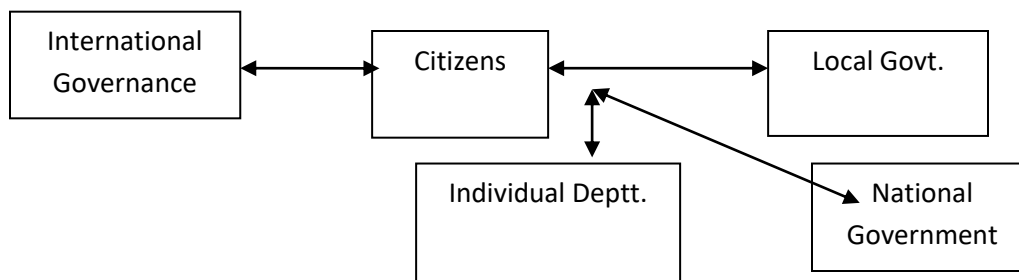 International
Governance
Citizens
Local Govt.
Individual Deptt.
National
Government